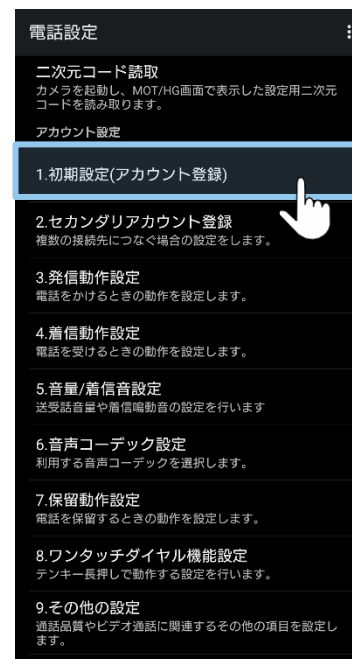 電話設定
二次元コード読取
カメラを起動し、MOT/HG画面で表示した設定用二次元
コードを読み取ります。
アカウント設定
1.初期設定(アカウント登録)
2.セカンダリアカウント登録
複数の接続先につなぐ場合の設定をします。
3.発信動作設定
電話をかけるときの動作を設定します。
4.着信動作設定
電話を受けるときの動作を設定します。
5.音量/着信音設定
送受話音量や着信鳴動音の設定を行います
6.音声コーデック設定
利用する音声コーデックを選択します。
7.保留動作設定
電話を保留するときの動作を設定します。
8.ワンタッチダイヤル機能設定
テンキー長押しで動作する設定を行います。
9.その他の設定
通話品質やビデオ通話に関連するその他の項目を設定し
ます。